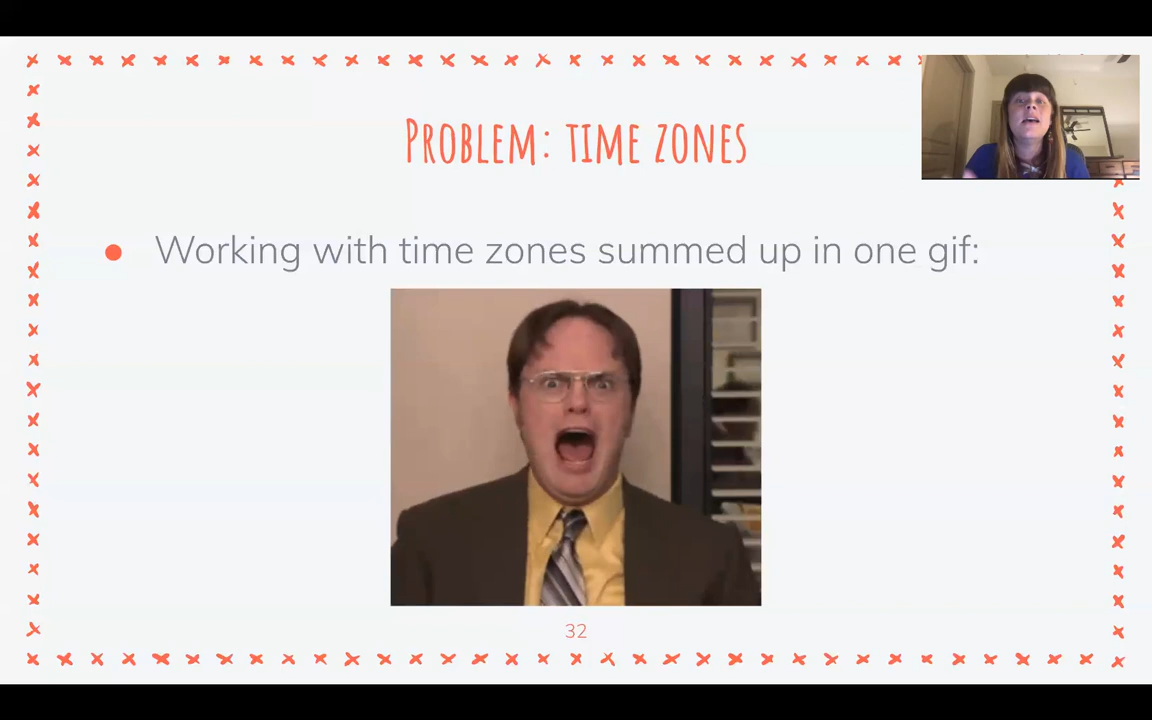 Problem: time zones
● Working with time zones summed up in one gif:
32